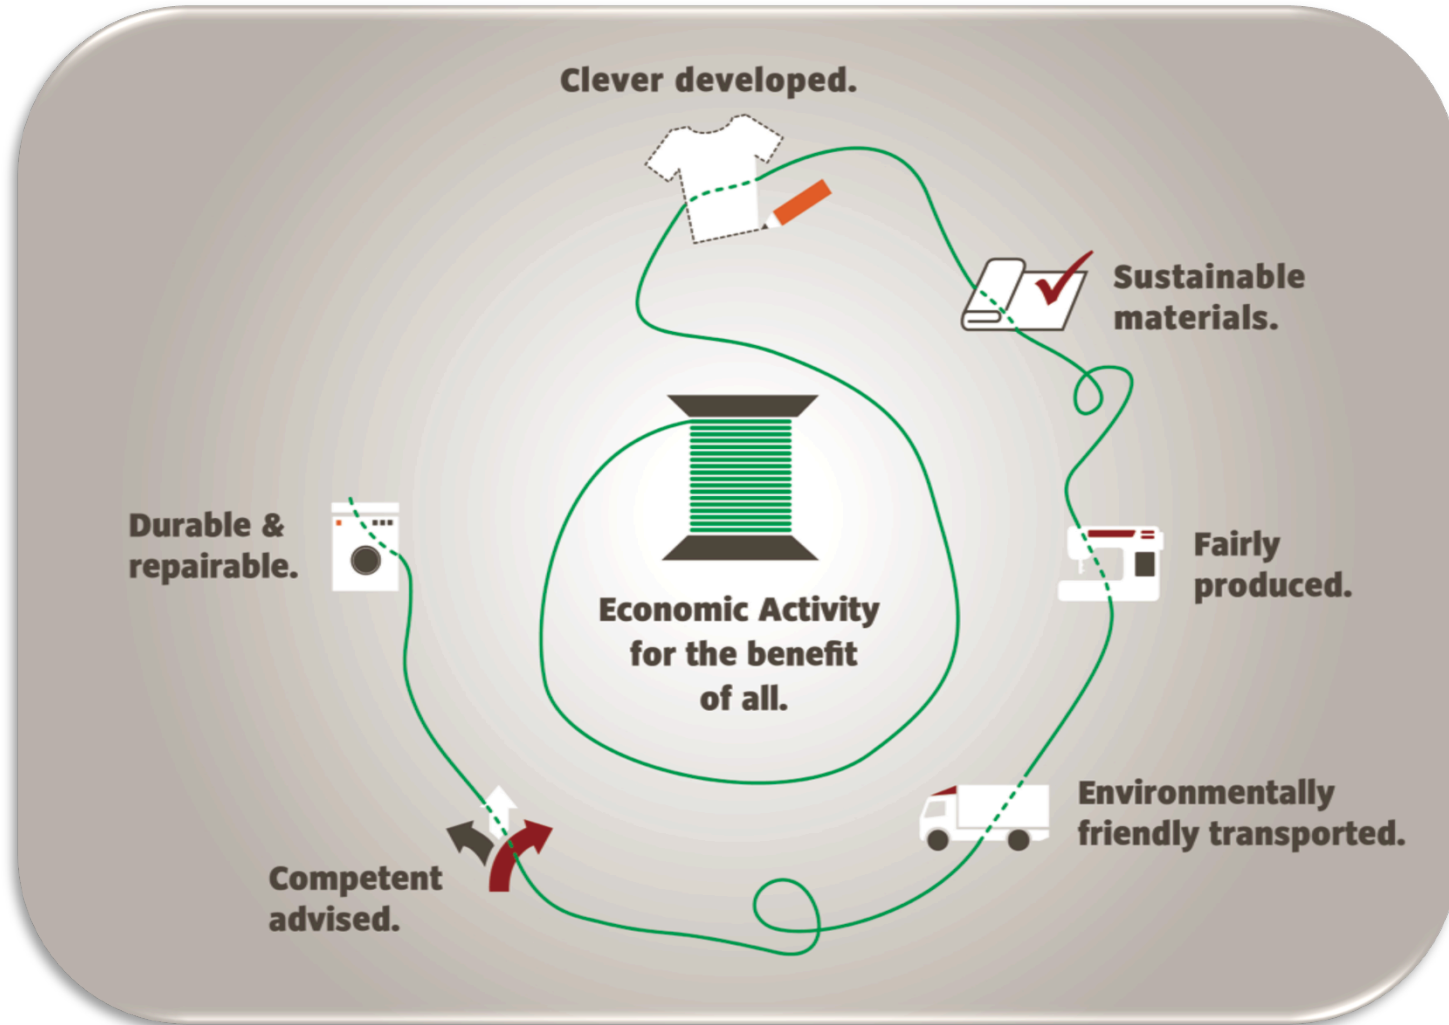 Clever developed.
Sustainable
materials.
Fairly
produced.
Environmentally
friendly transported.
Competent
advised.
Durable &
repairable.
Economic Activity
for the benefit
of all.